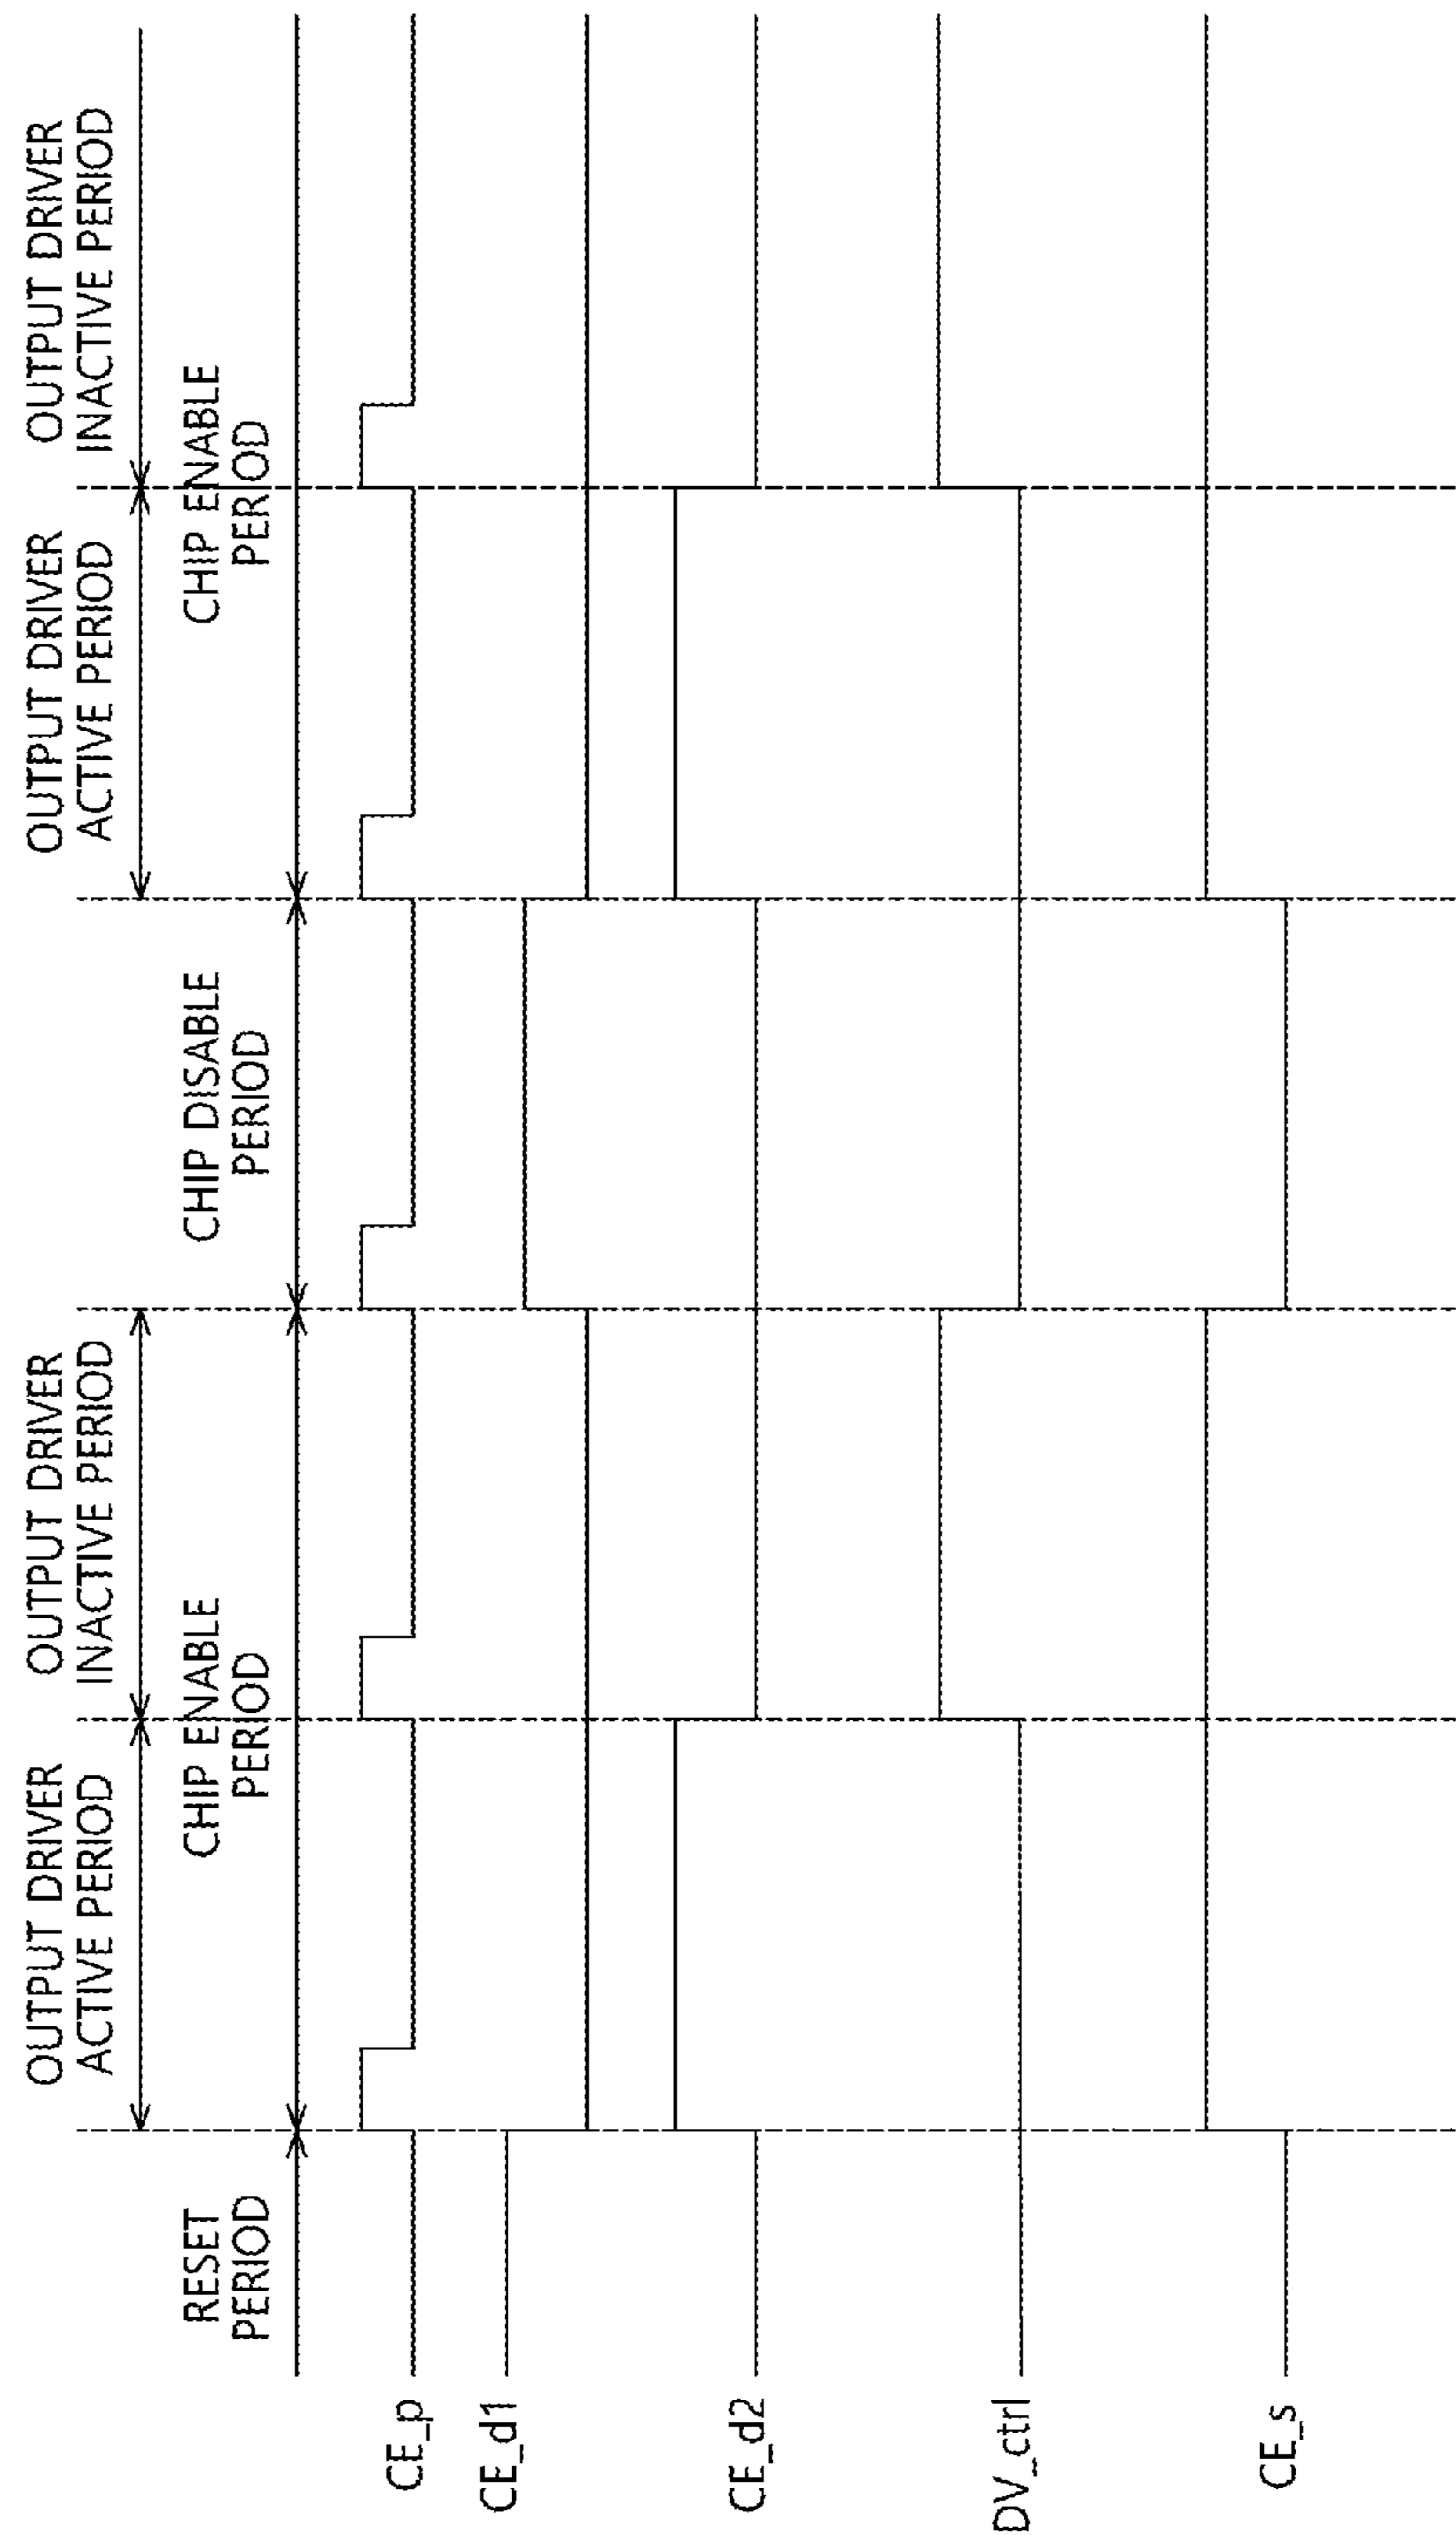 OUTPUT DRIVER
ACTIVE PERIOD
OUTPUT DRIVER
INACTIVE PERIOD
OUTPUT DRIVER
ACTIVE PERIOD
OUTPUT DRIVER
INACTIVE PERIOD
RESET
PERIOD
CHIP ENABLE
PERIOD
CHIP DISABLE
PERIOD
CHIP ENABLE
PERIOD
CE_p
CE_d1
CE_d2
DV_ctrl
CE_s